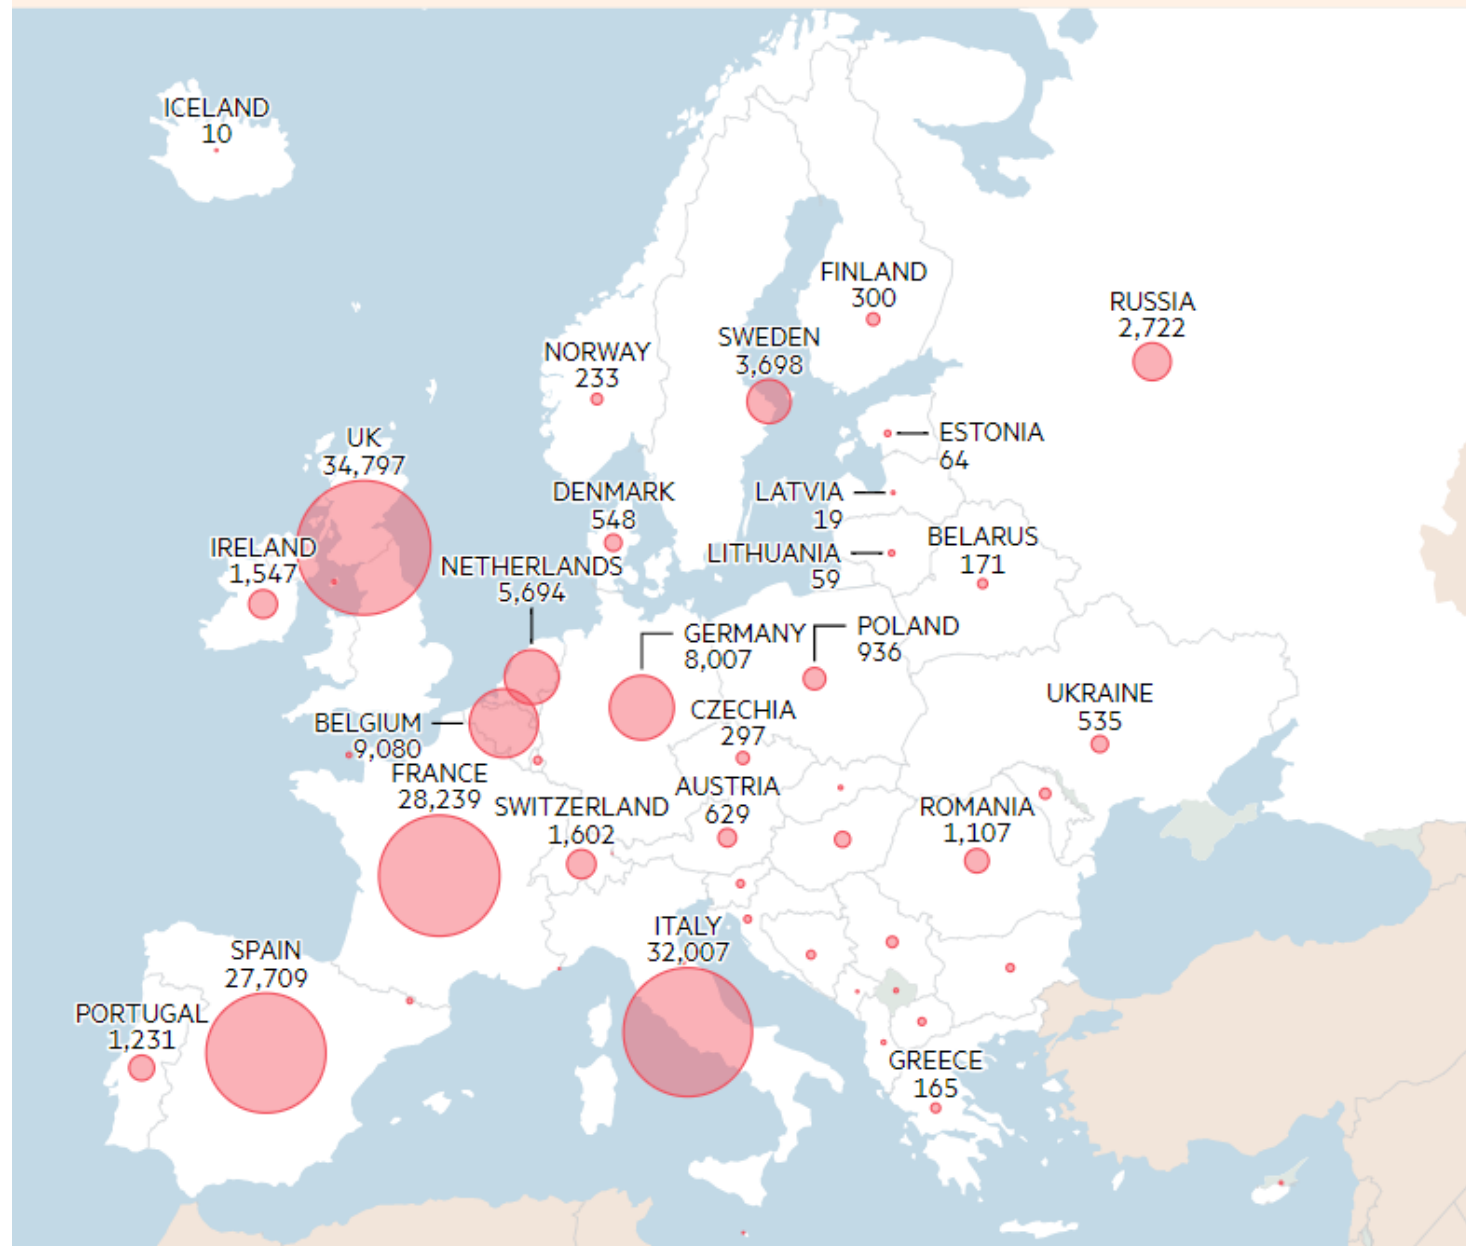 ICELAND
10
FINLAND
300
RUSSIA
2,722
SWEDEN
3,698
NORWAY
233
UK
34,797
ESTONIA
64
DENMARK
548
LATVIA
19
BELARUS
171
IRELAND
1,547
LITHUANIA
59
NETHERLANDS
5,694
GERMANY
8,007
POLAND
936
UKRAINE
535
BELGIUM
9,080
CZECHIA
297
FRANCE
28,239
AUSTRIA
629
SWITZERLAND
1,602
ROMANIA
1,107
ITALY
32,007
SPAIN
27,709
PORTUGAL
1,231
GREECE
165